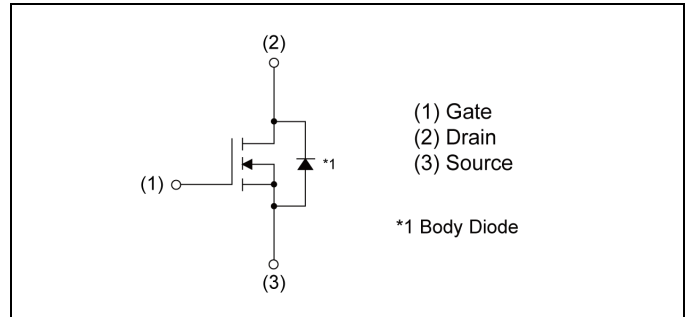 (2)
(1) Gate
(2) Drain
(3) Source
*1
(1)
*1 Body Diode
(3)